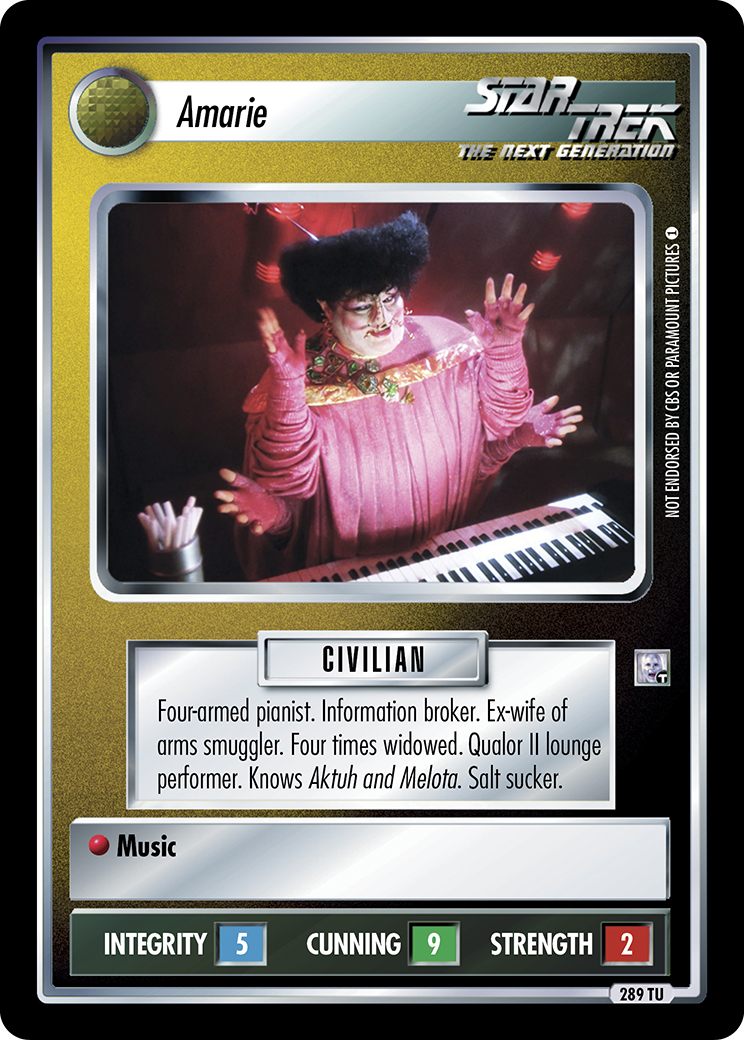 Amarie
STAR TREK
THE NEXT GENERATION
NOT ENDORSED BY CBS OR PARAMOUNT PICTURES 1
CIVILIAN
Four-armed pianist. Information broker. Ex-wife of
arms smuggler. Four times widowed. Qualor II lounge
performer. Knows Aktuh and Melota. Salt sucker.
T
Music
INTEGRITY 5 CUNNING 9 STRENGTH 2
289 TU